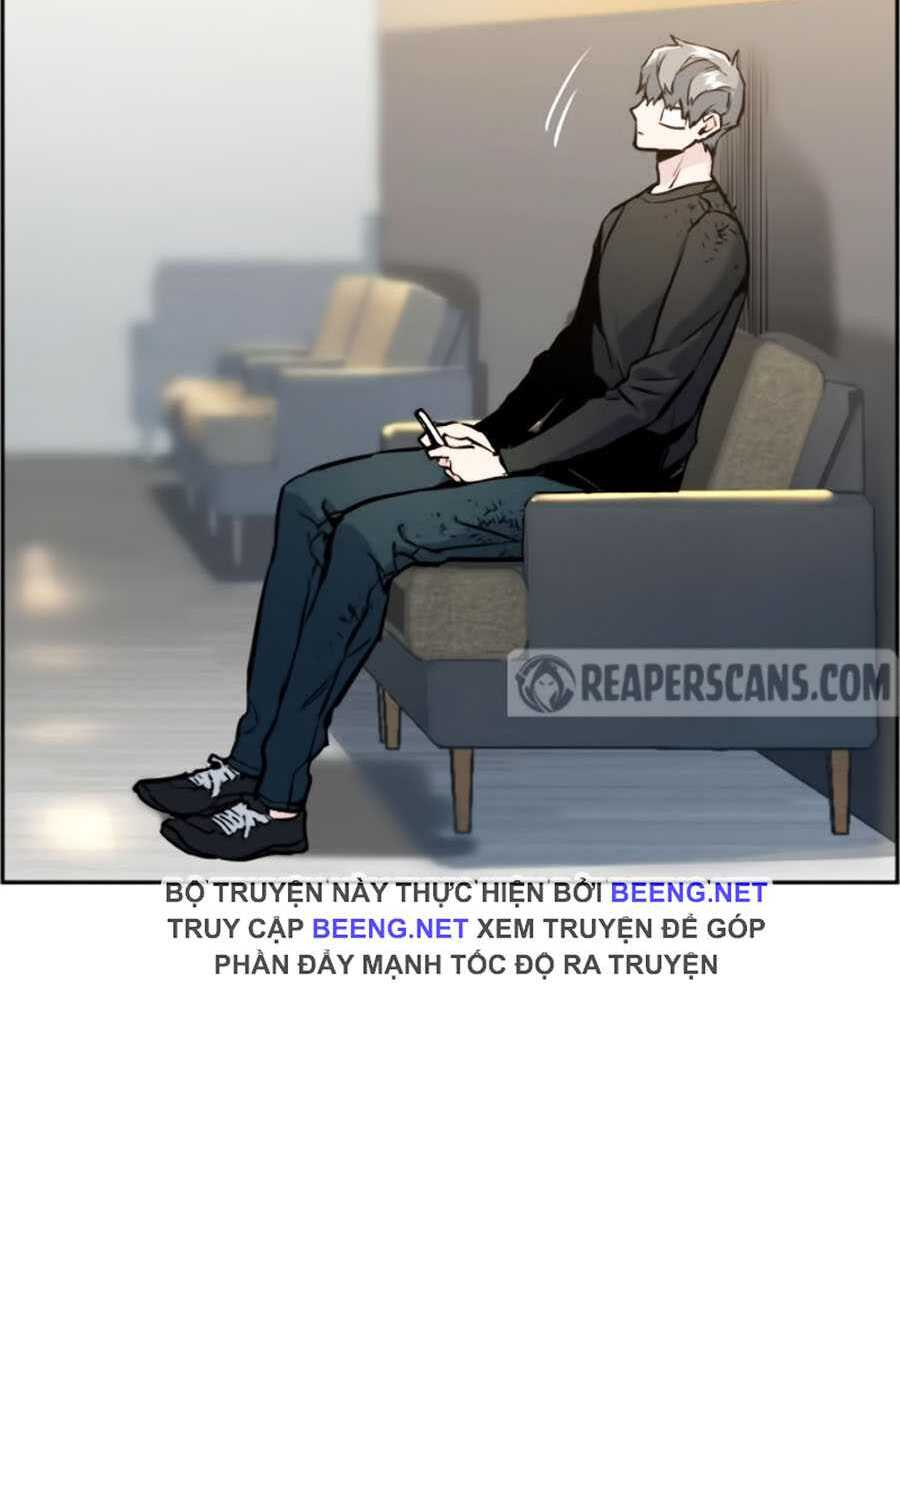 REAPERSCANS.COM
BỘ TRUYỆN NÀY THỰC HIỆN BỞI BEENG.NET
TRUY CẬP BEENG.NET XEM TRUYỆN ĐỂ GÓP
PHẦN ĐẨY MẠNH TỐC ĐỘ RA TRUYỆN